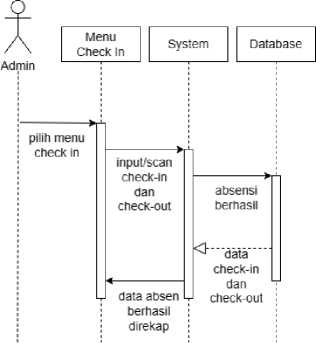 Menu
Check In
System
Database
Admin
pilih menu
check in
input/scan
check-in
dan
check-out
absensi
berhasil
data
check-in
dan
check-out
data absen
berhasil
direkap